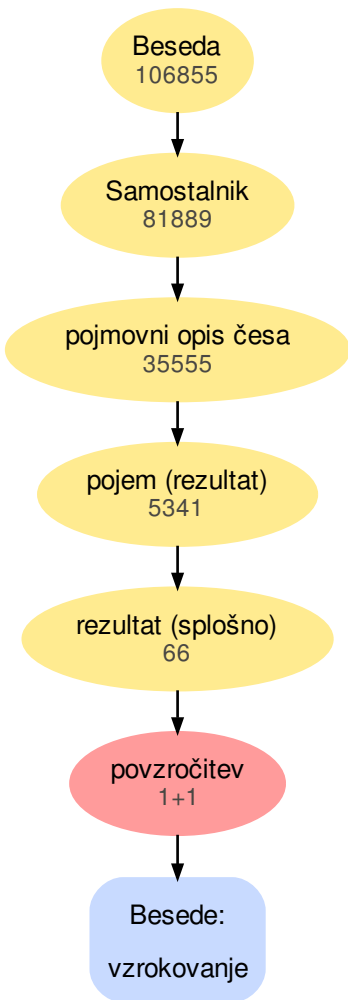 Beseda
106855
Samostalnik
81889
pojmovni opis česa
35555
pojem (rezultat)
5341
rezultat (splošno)
66
povzročitev
1+1
Besede:
vzrokovanje